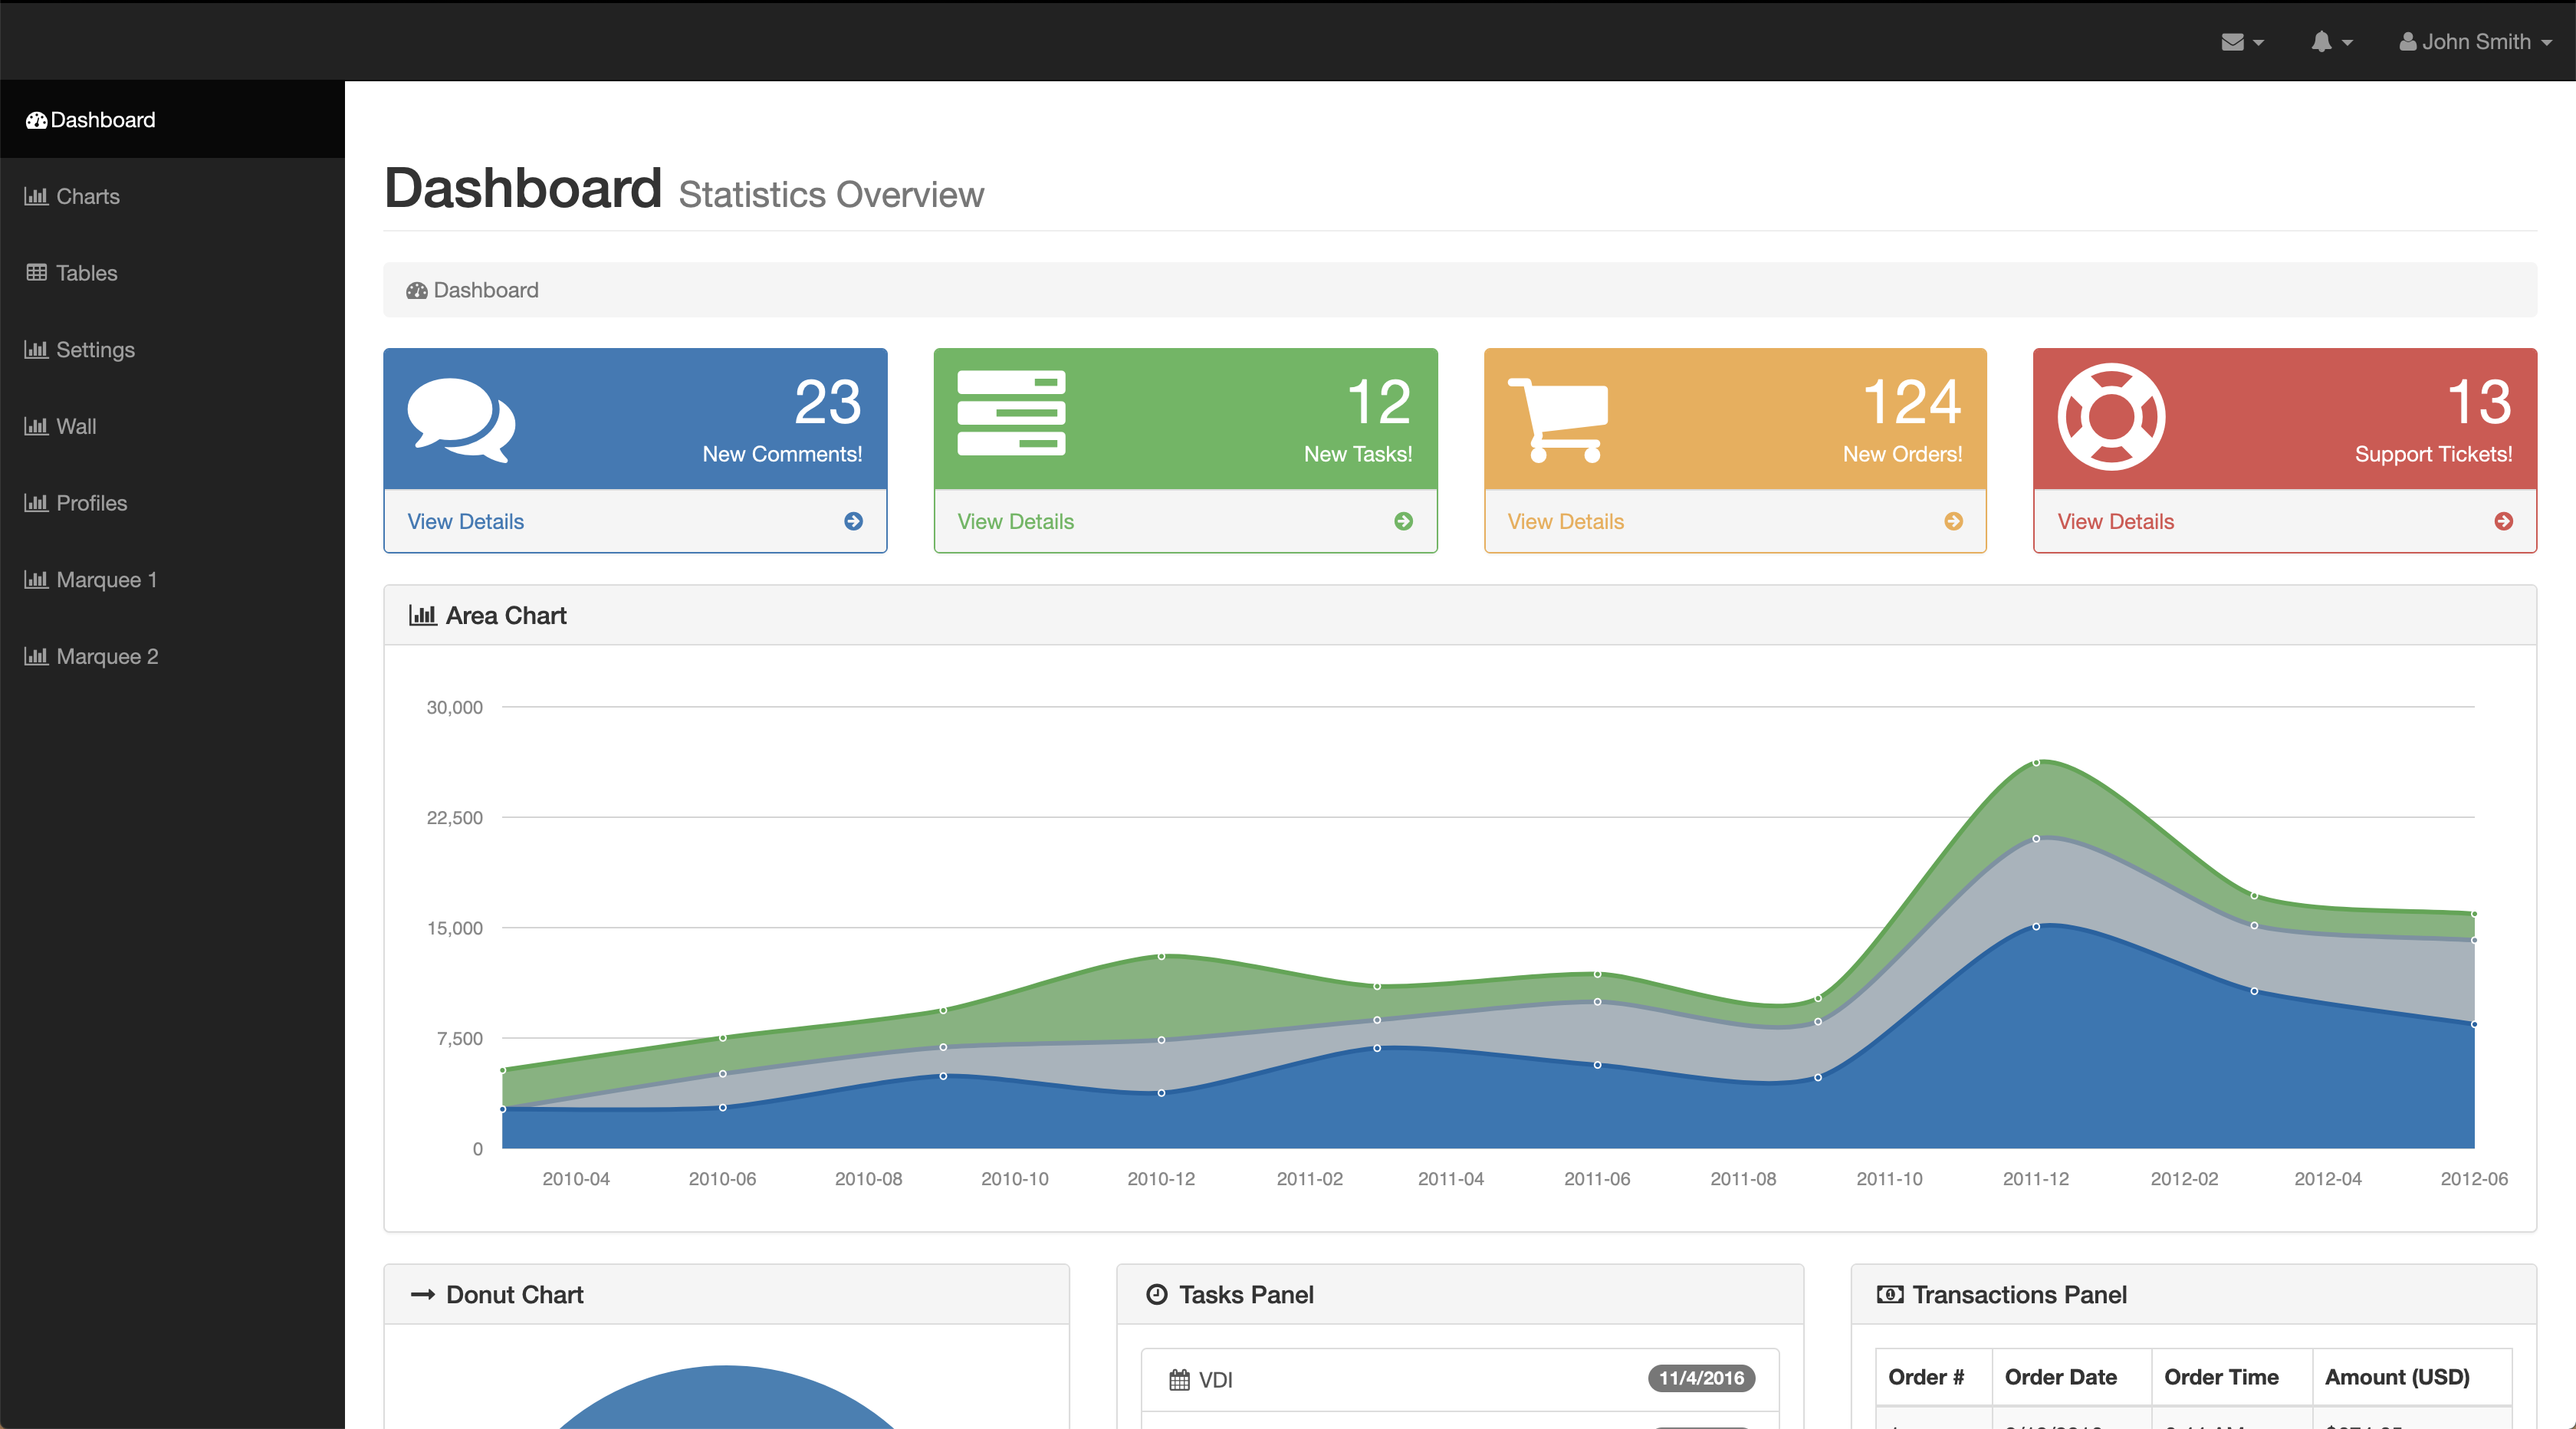 John Smith
Dashboard
Charts
Tables
Settings
Wall
Profiles
Marquee 1
Marquee 2
Dashboard Statistics Overview
Dashboard
23
New Comments!
View Details
12
New Tasks!
View Details
124
New Orders!
View Details
13
Support Tickets!
View Details
Area Chart
30,000
22,500
15,000
7,500
0
2010-04 2010-06 2010-08 2010-10 2010-12 2011-02 2011-04 2011-06 2011-08 2011-10 2011-12 2012-02 2012-04 2012-06
Donut Chart
Tasks Panel
VDI 11/4/2016
Transactions Panel
Order # Order Date Order Time Amount (USD)